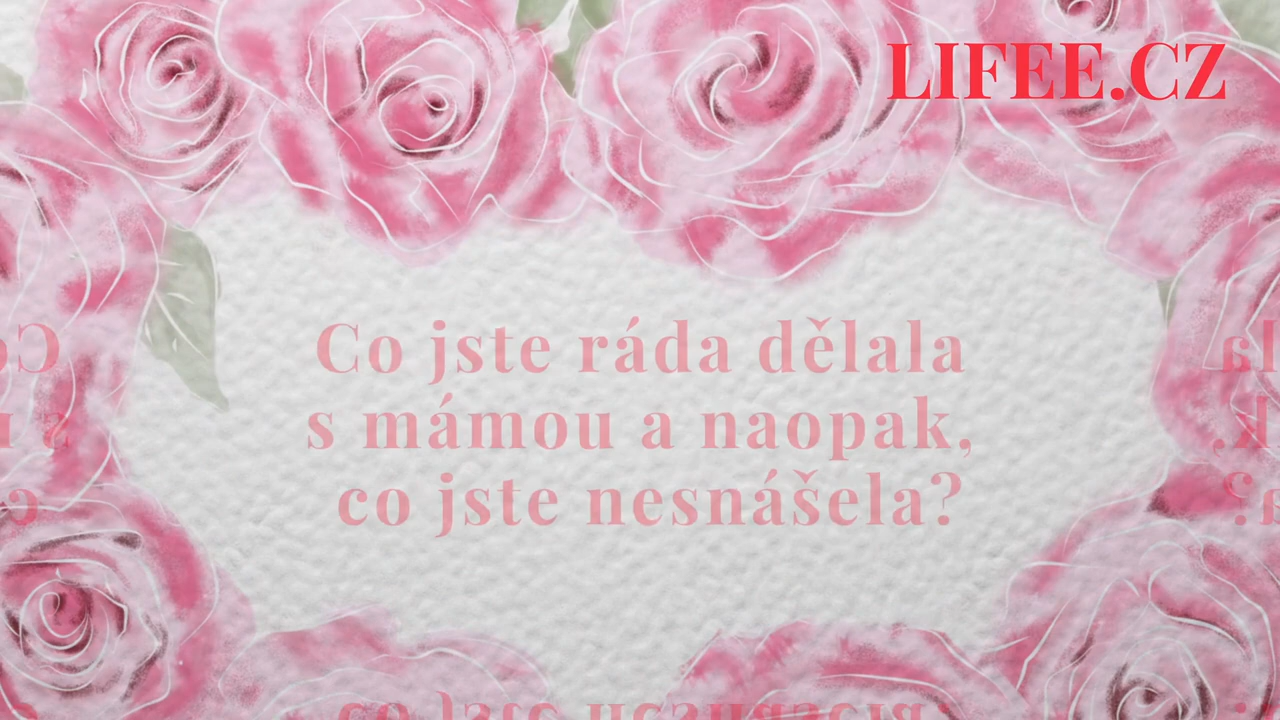 LIFEE.CZ
Co jste ráda dělala
s mámou a naopak,
co jste nesnášela?